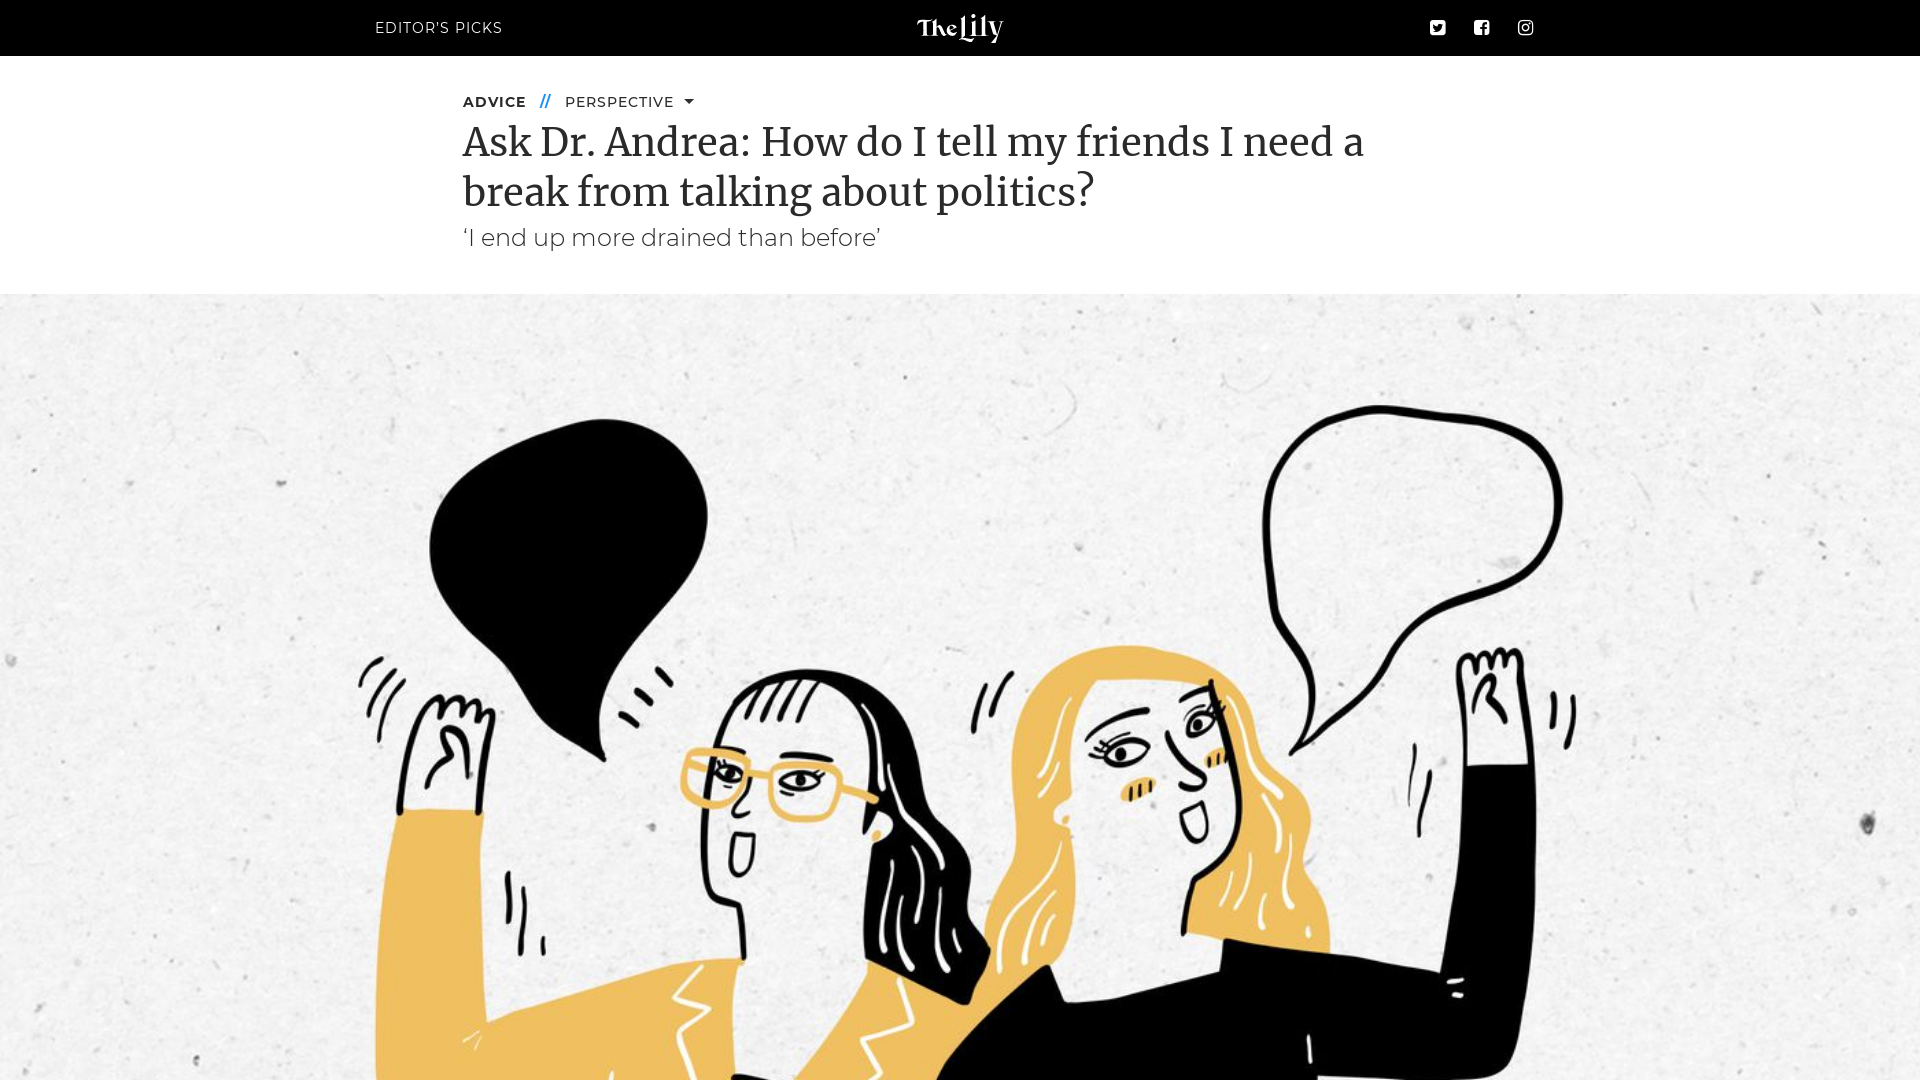 EDITOR'S PICKS
The Lily
ADVICE // PERSPECTIVE
Ask Dr. Andrea: How do I tell my friends I need a
break from talking about politics?
‘I end up more drained than before’